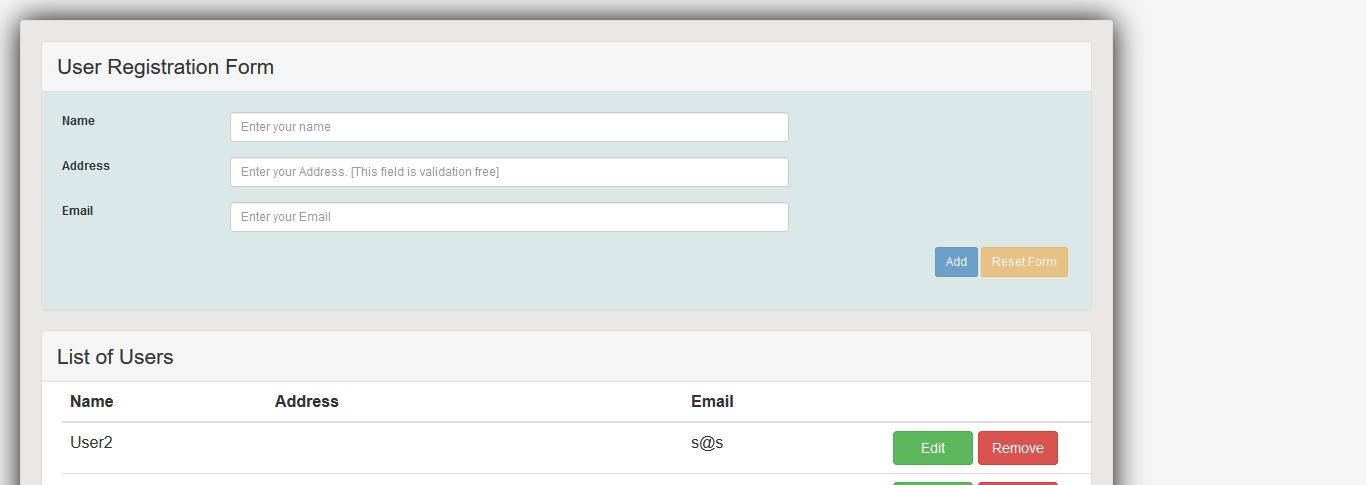 User Registration Form
Name
Enter your name
Address
Enter your Address. [This field is validation free]
Email
Enter your Email
Add Reset Form
List of Users
Name Address Email
User2 s@s Edit Remove